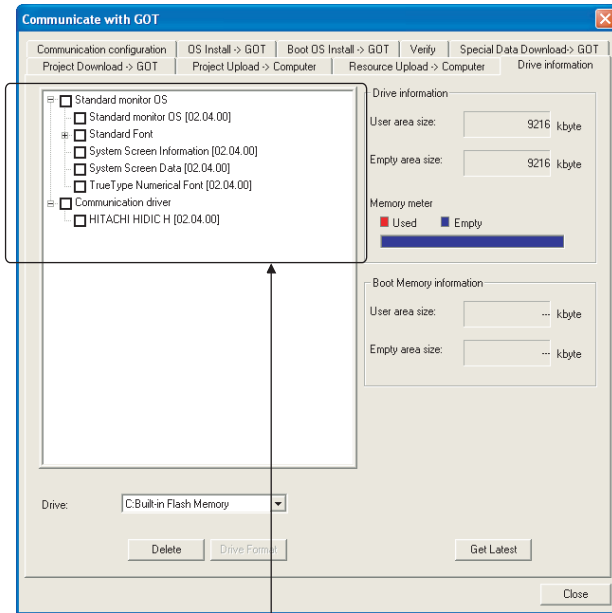 Communicate with GOT
Communication configuration OS Install -> GOT Boot OS Install -> GOT Verify Special Data Download-> GOT
Project Download -> GOT Project Upload -> Computer Resource Upload -> Computer Drive information
Standard monitor OS
Standard monitor OS [02.04.00]
Standard Font
System Screen Information [02.04.00]
System Screen Data [02.04.00]
TrueType Numerical Font [02.04.00]
Communication driver
HITACHI HIDIC H [02.04.00]
Drive information
User area size: 9216 kbyte
Empty area size: 9216 kbyte
Memory meter
Used Empty
Boot Memory information
User area size: --- kbyte
Empty area size: --- kbyte
Drive: C:Built-in Flash Memory
Delete Drive Format Get Latest
Close